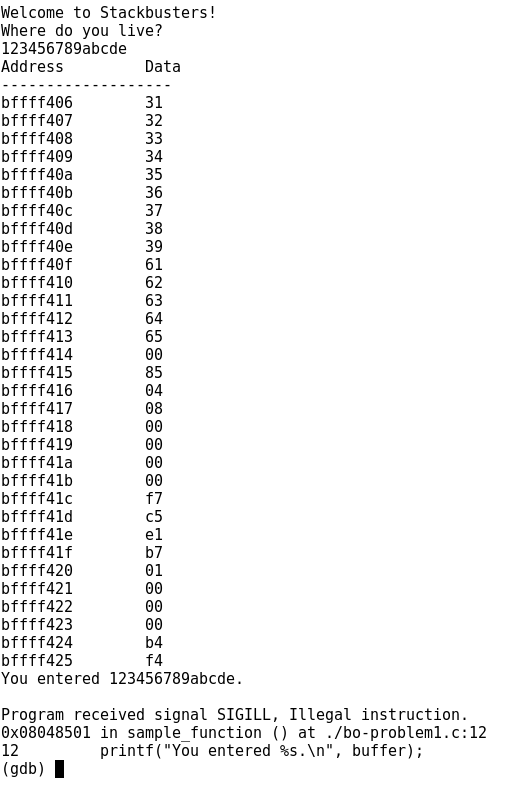 Welcome to Stackbusters!
Where do you live?
123456789abcde
Address        Data
-------------------
bffff406        31
bffff407        32
bffff408        33
bffff409        34
bffff40a        35
bffff40b        36
bffff40c        37
bffff40d        38
bffff40e        39
bffff40f        61
bffff410        62
bffff411        63
bffff412        64
bffff413        65
bffff414        00
bffff415        85
bffff416        04
bffff417        08
bffff418        00
bffff419        00
bffff41a        00
bffff41b        00
bffff41c        f7
bffff41d        c5
bffff41e        e1
bffff41f        b7
bffff420        01
bffff421        00
bffff422        00
bffff423        00
bffff424        b4
bffff425        f4
You entered 123456789abcde.
Program received signal SIGILL, Illegal instruction.
0x08048501 in sample_function () at ./bo-problem1.c:12
12         printf("You entered %s.\n", buffer);
(gdb)